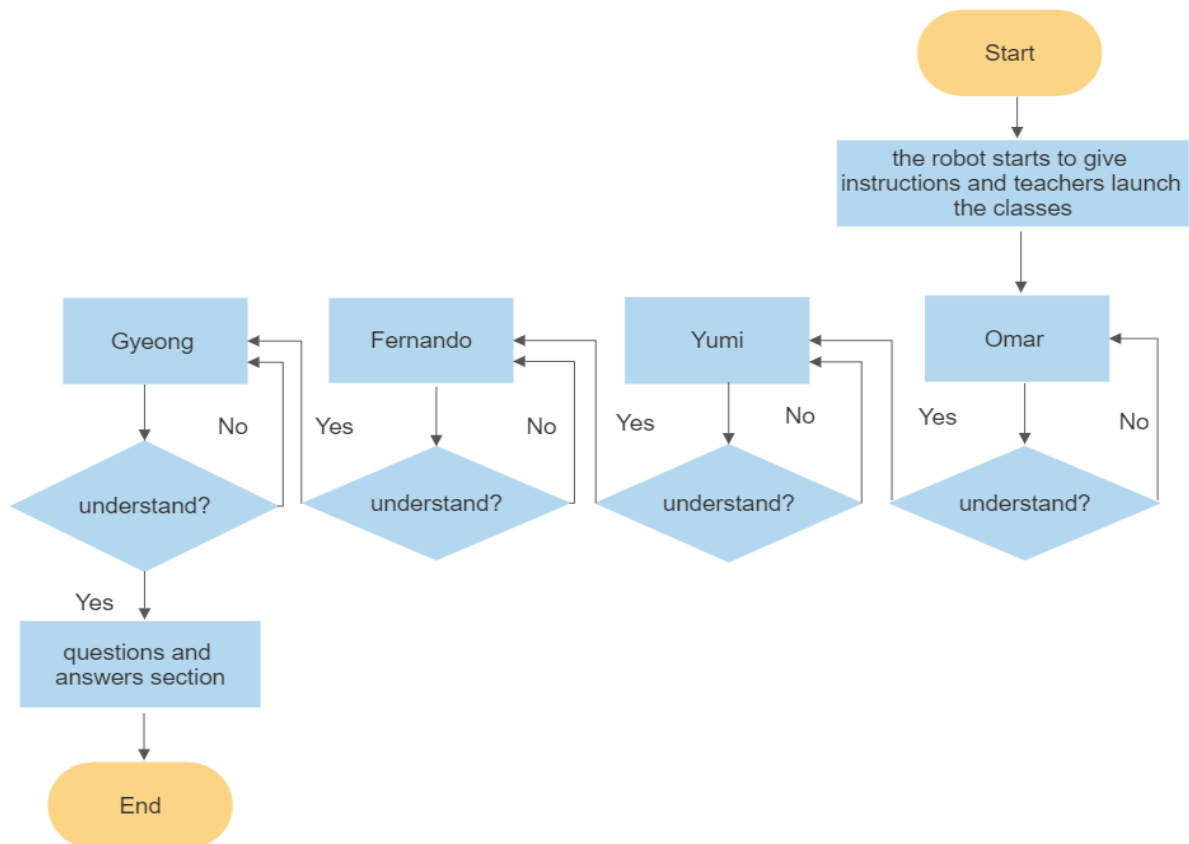 Start
the robot starts to give
instructions and teachers launch
the classes
Gyeong
Fernando
Yumi
Omar
No
Yes
No
Yes
No
Yes
No
understand?
understand?
understand?
understand?
Yes
questions and
answers section
End